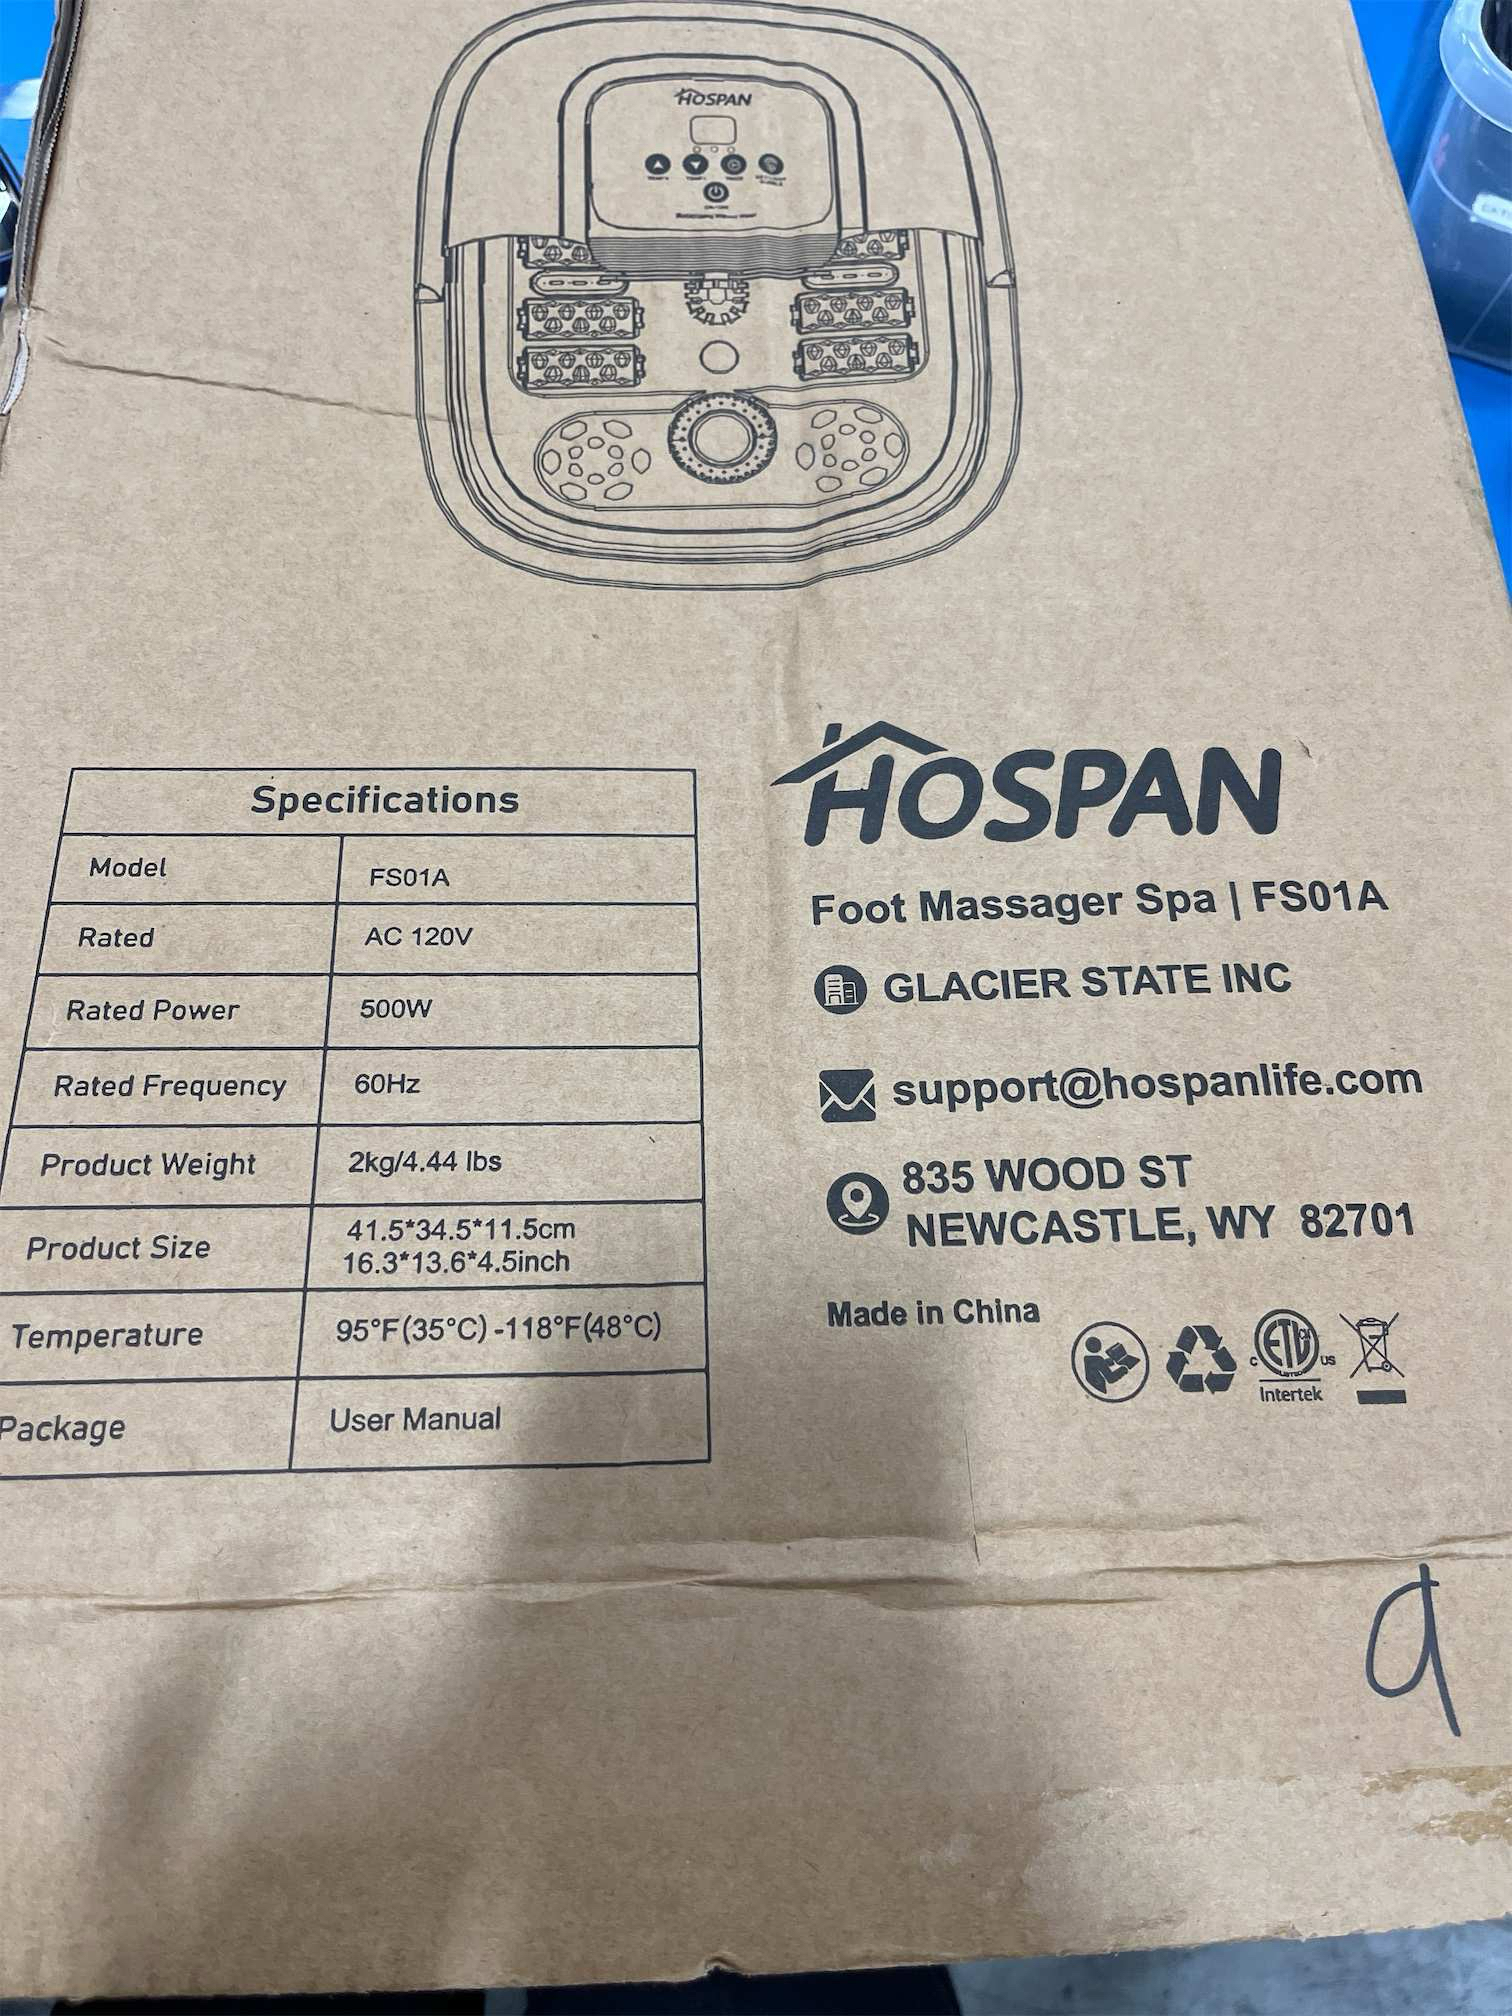 HOSPAN
Specifications
Model FS01A
Rated AC 120V
Rated Power 500W
Rated Frequency 60Hz
Product Weight 2kg/4.44 lbs
Product Size 41.5*34.5*11.5cm
16.3*13.6*4.5inch
Temperature 95°F(35°C)-118°F(48°C)
Package User Manual
HOSPAN
Foot Massager Spa | FS01A
GLACIER STATE INC
support@hospanlife.com
835 WOOD ST
NEWCASTLE, WY 82701
Made in China
C ETL US
Intertek
9